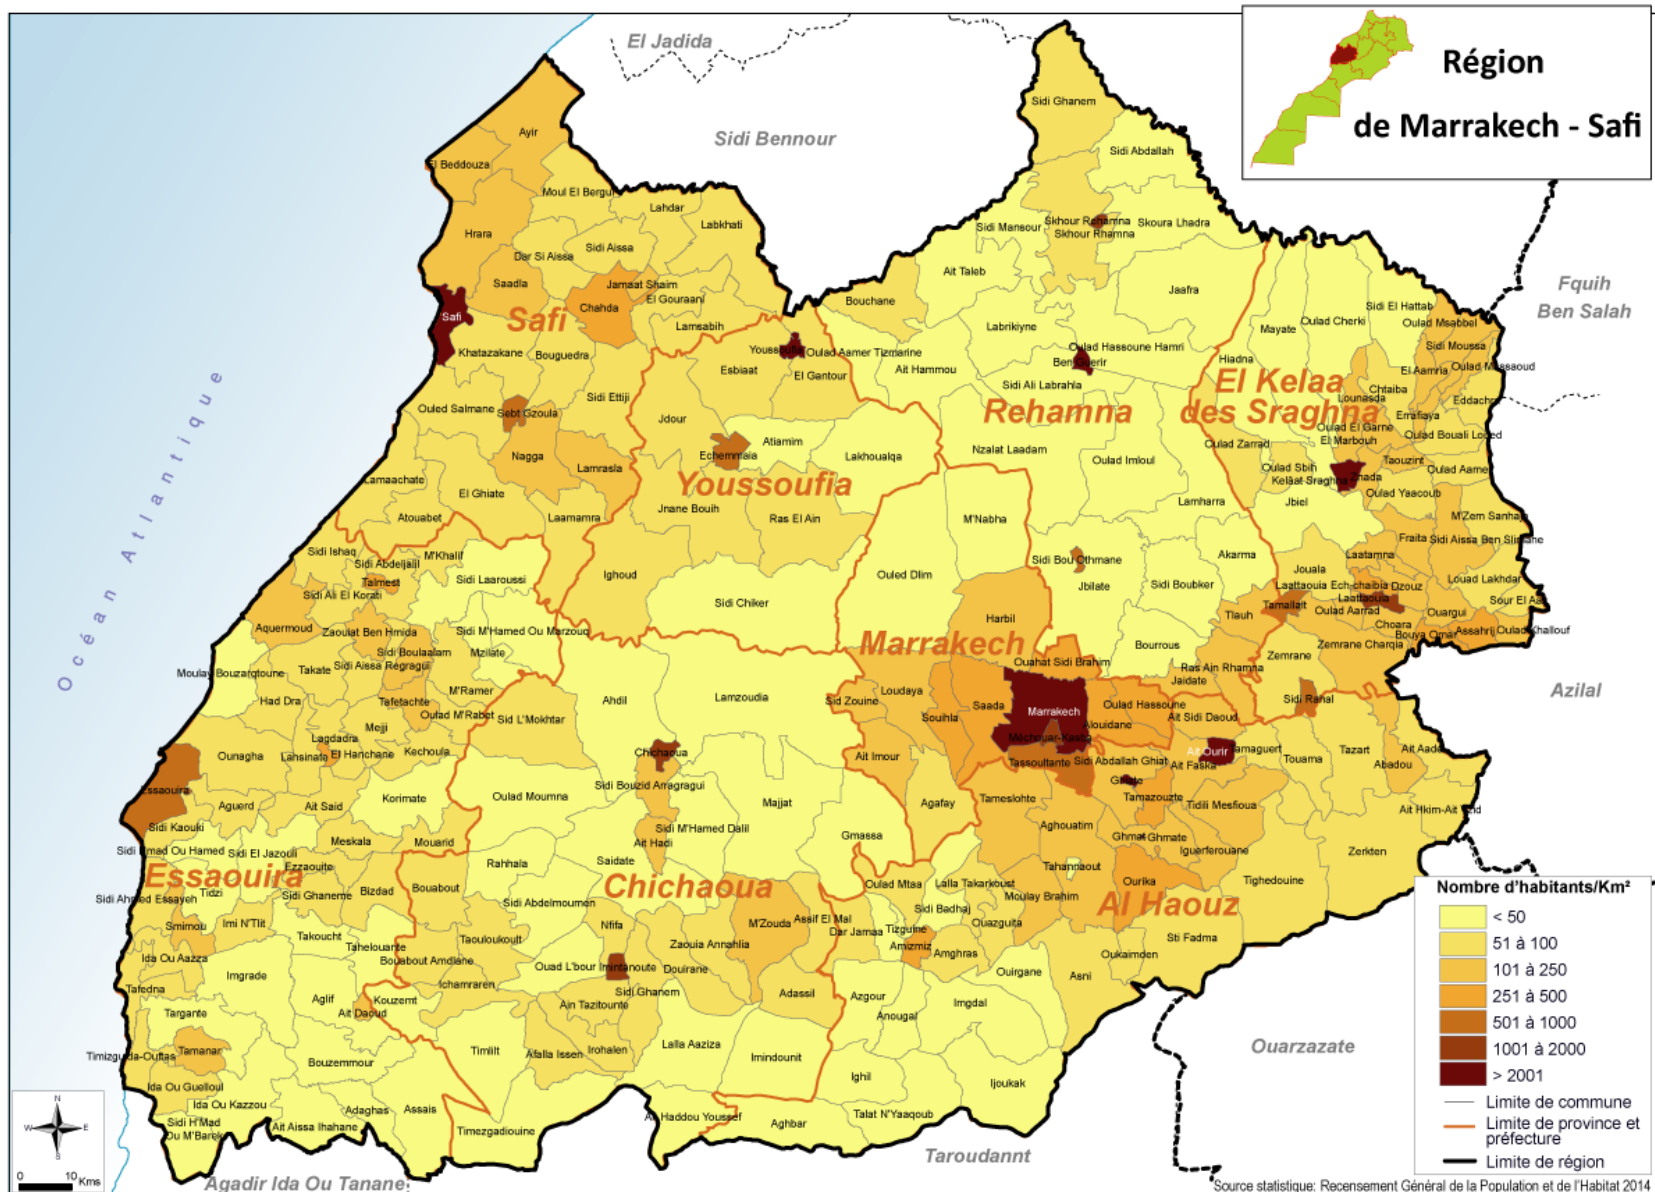 Région
de Marrakech - Safi
El Jadida
Sidi Bennour
Fquih
Ben Salah
Azilal
Ouarzazate
Taroudannt
Agadir Ida Ou Tanane
Océan Atlantique
Safi
Youssoufia
Rehamna
El Kelaa
des Sraghna
Marrakech
Essaouira
Chichaoua
Al Haouz
Ayir
El Beddouza
Moul El Bergui
Lahdar
Labkhati
Hrara
Dar Si Aissa
Sidi Aissa
Saadla
Jamaat Shaim
Chahda
El Gouraani
Safi
Lamsabih
Khatazakane
Bouguedra
Sidi Ettiji
Ouled Salmane
Sebt Gzoula
Nagga
Lamrasla
Lamaachate
El Ghiate
Atouabet
Laamamra
Youssoufia
Oulad Aamer Tizmarine
Esbiaat
El Gantour
Jdour
Echemmaia
Atiamim
Lakhoualqa
Jnane Bouih
Ras El Ain
Ighoud
Sidi Chiker
Sidi Ghanem
Sidi Abdallah
Skhour Rehamna
Skhour Rhamna
Skoura Lhadra
Sidi Mansour
Ait Taleb
Bouchane
Jaafra
Labrikiyne
Oulad Hassoune Hamri
Ben Guerir
Ait Hammou
Sidi Ali Labrahla
Nzalat Laadam
Oulad Imloul
Lamharra
Akarma
Sidi Bou Othmane
Jbilate
Sidi Boubker
Bourrous
Ras Ain Rhamna
Jaidate
Tlauh
Mayate
Oulad Cherki
Sidi El Hattab
Oulad Msabbel
Sidi Moussa
Hiadna
El Aamria
Oulad Massaoud
Chtaiba
Lounasda
Eddachra
Errafiaya
Oulad El Garne
El Marbouh
Oulad Bouali Loued
Oulad Zarrad
Taouzint
Oulad Sbih
Kelâat Sraghna
Znada
Oulad Aamer
Oulad Yaacoub
Jbiel
M'Zem Sanhaja
Fraita
Sidi Aissa Ben Slimane
Laatamna
Jouala
Laattaouia
Ech-chaibia
Dzouz
Louad Lakhdar
Laattaouia
Tamallalt
Oulad Aarrad
Ouargui
Sour El Aaz
Choara
Bouya Omar
Assahrij
Oulad Khallouf
Zemrane Charqia
Zemrane
Sidi Rahal
M'Nabha
Ouled Dlim
Harbil
Ouahat Sidi Brahim
Sid Zouine
Loudaya
Saada
Souihla
Marrakech
Méchouar-Kasba
Oulad Hassoune
Alouidane
Ait Imour
Tassoultante
Agafay
Sidi Ishaq
M'Khalif
Sidi Abdeljalil
Talmest
Sidi Laaroussi
Sidi Ali El Korati
Aquermoud
Zaouiat Ben Hmida
Sidi M'Hamed Ou Marzouq
Sidi Boulaalam
Mzilate
Moulay Bouzarqtoune
Takate
Sidi Aissa Regragui
M'Ramer
Had Dra
Tafetachte
Oulad M'Rabet
Mejji
Lagdadra
Ounagha
Lahsinate
El Hanchane
Kechoula
Essaouira
Aguerd
Ait Said
Korimate
Sidi Kaouki
Meskala
Mouarid
Sidi Hmad Ou Hamed
Sidi El Jazouli
Ezzaouite
Tidzi
Sidi Ghaneme
Bizdad
Sidi Ahmed Essayeh
Smimou
Imi N'Tlit
Takoucht
Tahelouante
Ida Ou Aazza
Imgrade
Tafedna
Aglif
Kouzemt
Ait Daoud
Targante
Timizguida-Ouftas
Tamanar
Bouzemmour
Ida Ou Guelloul
Ida Ou Kazzou
Adaghas
Assais
Sidi H'Mad
Ou M'Barek
Ait Aissa Ihahane
Ahdil
Lamzoudia
Sid L'Mokhtar
Chichaoua
Sidi Bouzid Arragragui
Oulad Moumna
Majjat
Sidi M'Hamed Dalil
Ait Hadi
Gmassa
Rahhala
Saidate
Bouabout
Sidi Abdelmoumen
M'Zouda
Assif El Mal
Nfifa
Taouloukoult
Zaouia Annahlia
Bouabout Amdlane
Ouad L'bour
Imintanoute
Douirane
Ichamraren
Sidi Ghanem
Adassil
Ain Tazitounte
Timlilt
Afalla Issen
Irohalen
Lalla Aaziza
Imindounit
Timezgadiouine
Ait Haddou Youssef
Ait Sidi Daoud
Ait Ourir
Tamaguert
Touama
Tazart
Ait Aadel
Abadou
Sidi Abdallah Ghiat
Ait Faska
Ghmate
Tameslohte
Tamazouzte
Tidili Mesfioua
Ait Hkim-Ait Yzid
Aghouatim
Ghmate
Iguerferouane
Zerkten
Tahannaout
Oulad Mtaa
Lalla Takarkoust
Ourika
Tighedouine
Moulay Brahim
Sidi Badhaj
Ouazguita
Dar Jamaa
Tizguine
Sti Fadma
Amizmiz
Amghras
Oukaimden
Ouirgane
Asni
Azgour
Imgdal
Anougal
Ighil
Ijoukak
Talat N'Yaaqoub
Aghbar
Nombre d'habitants/Km²
< 50
51 à 100
101 à 250
251 à 500
501 à 1000
1001 à 2000
> 2001
Limite de commune
Limite de province et
préfecture
Limite de région
N
W
E
S
0 10 Kms
Source statistique: Recensement Général de la Population et de l'Habitat 2014